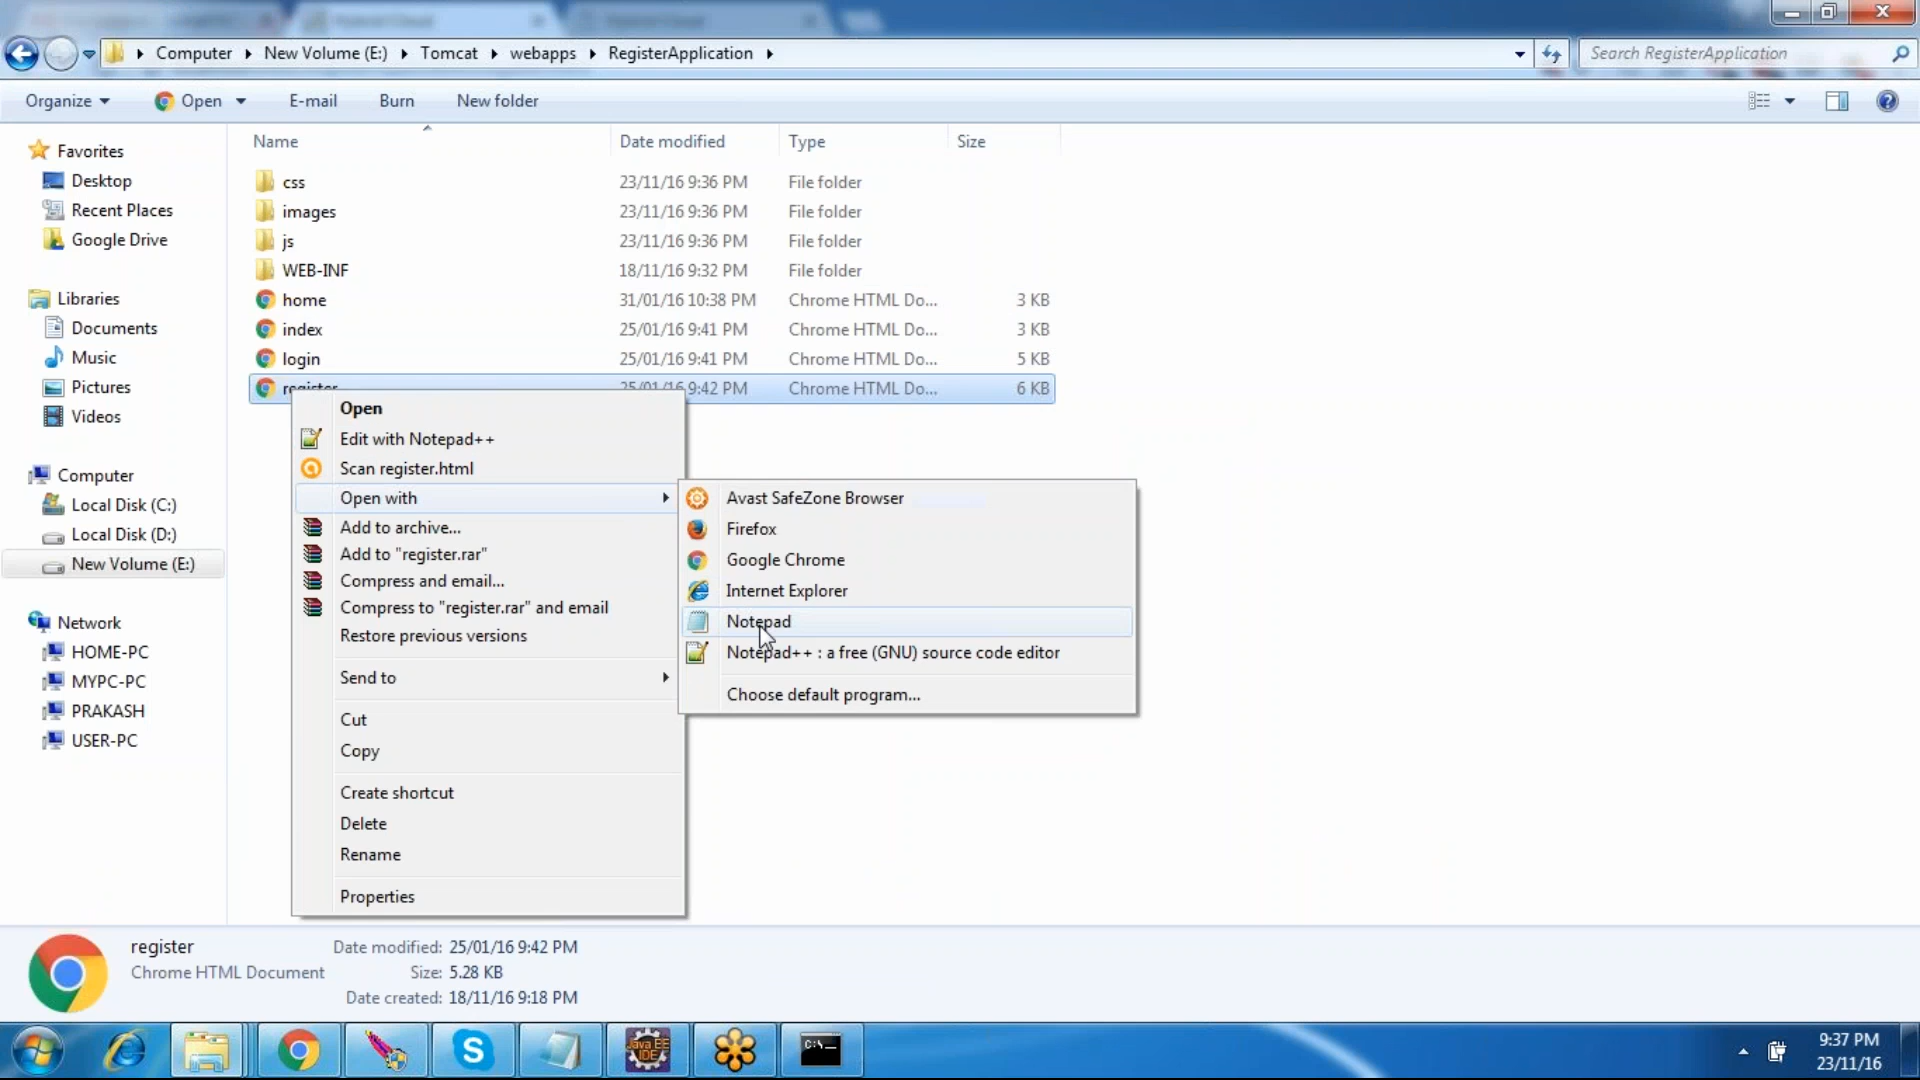 Computer New Volume (E:) Tomcat webapps RegisterApplication
Search RegisterApplication
Organize Open E-mail Burn New folder
Favorites
Desktop
Recent Places
Google Drive
Libraries
Documents
Music
Pictures
Videos
Computer
Local Disk (C:)
Local Disk (D:)
New Volume (E:)
Network
HOME-PC
MYPC-PC
PRAKASH
USER-PC
Name Date modified Type Size
css 23/11/16 9:36 PM File folder
images 23/11/16 9:36 PM File folder
js 23/11/16 9:36 PM File folder
WEB-INF 18/11/16 9:32 PM File folder
home 31/01/16 10:38 PM Chrome HTML Do... 3 KB
index 25/01/16 9:41 PM Chrome HTML Do... 3 KB
login 25/01/16 9:41 PM Chrome HTML Do... 5 KB
register 25/01/16 9:42 PM Chrome HTML Do... 6 KB
Open
Edit with Notepad++
Scan register.html
Open with
Add to archive...
Add to "register.rar"
Compress and email...
Compress to "register.rar" and email
Restore previous versions
Send to
Cut
Copy
Create shortcut
Delete
Rename
Properties
Avast SafeZone Browser
Firefox
Google Chrome
Internet Explorer
Notepad
Notepad++ : a free (GNU) source code editor
Choose default program...
register Date modified: 25/01/16 9:42 PM
Chrome HTML Document Size: 5.28 KB
Date created: 18/11/16 9:18 PM
Java EE
IDE
C:\
9:37 PM
23/11/16